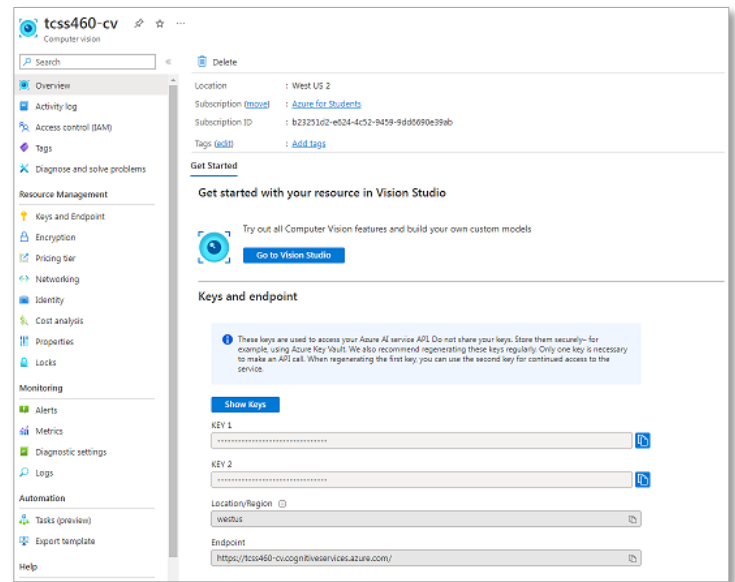 tcss460-cv
Computer vision
Search
Overview
Activity log
Access control (IAM)
Tags
Diagnose and solve problems
Resource Management
Keys and Endpoint
Encryption
Pricing tier
Networking
Identity
Cost analysis
Properties
Locks
Monitoring
Alerts
Metrics
Diagnostic settings
Logs
Automation
Tasks (preview)
Export template
Help
Delete
Location : West US 2
Subscription (move) : Azure for Students
Subscription ID : b23251d2-e624-4c52-9459-9dd6690e39ab
Tags (edit) : Add tags
Get Started
Get started with your resource in Vision Studio
Try out all Computer Vision features and build your own custom models
Go to Vision Studio
Keys and endpoint
These keys are used to access your Azure AI service API. Do not share your keys. Store them securely– for
example, using Azure Key Vault. We also recommend regenerating these keys regularly. Only one key is necessary
to make an API call. When regenerating the first key, you can use the second key for continued access to the
service.
Show Keys
KEY 1
KEY 2
Location/Region
westus
Endpoint
https://tcss460-cv.cognitiveservices.azure.com/